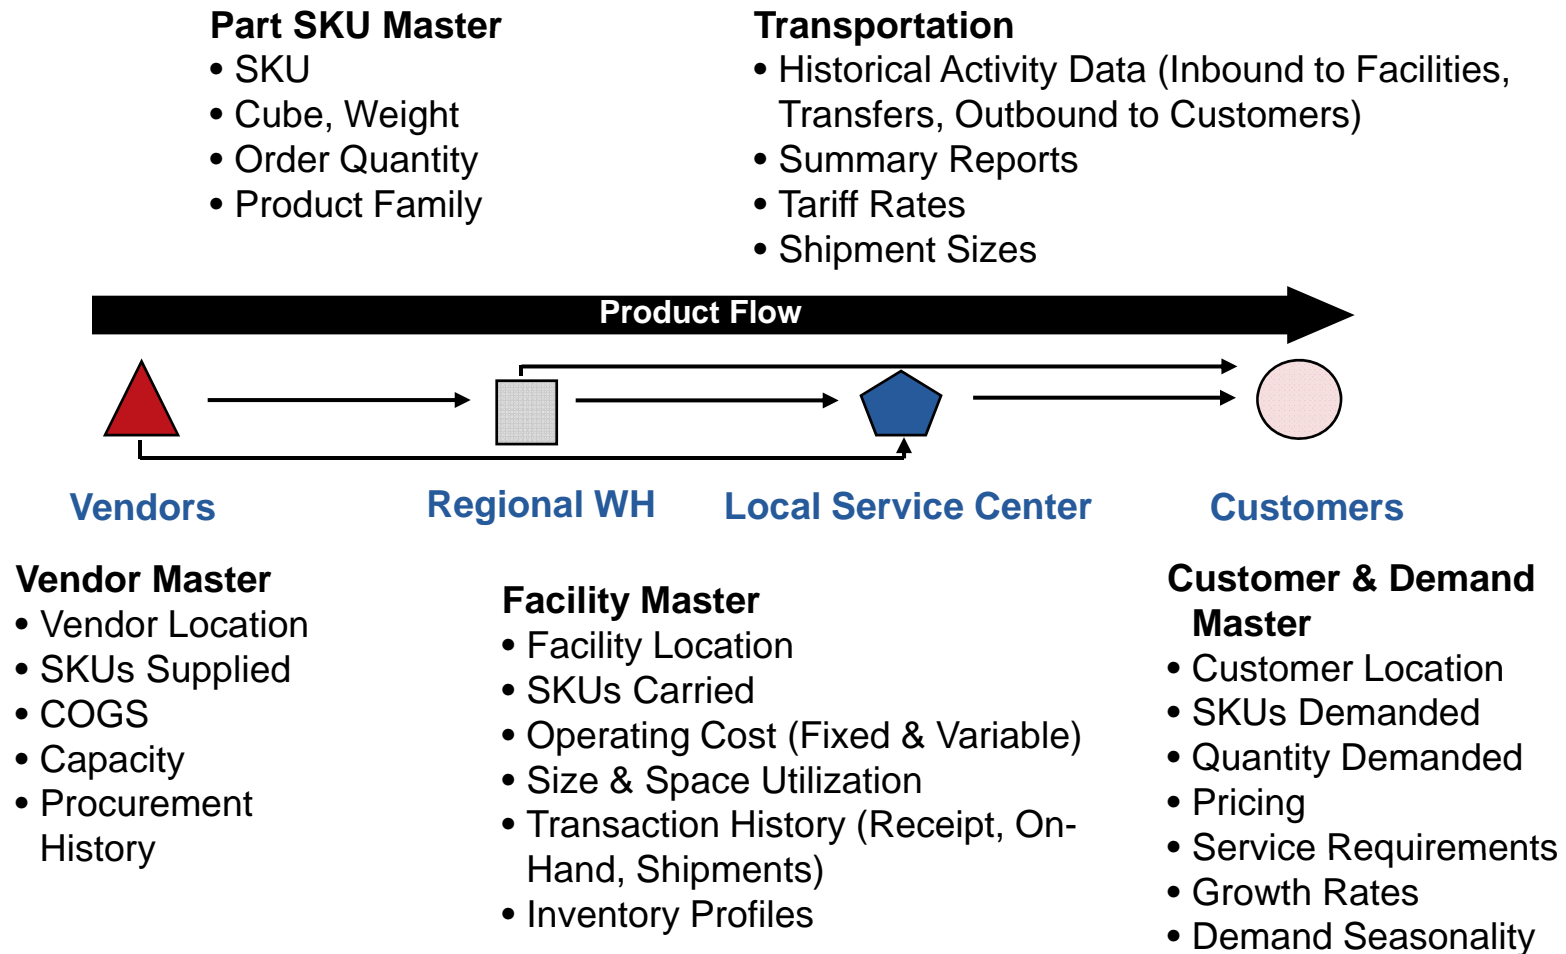 Part SKU Master
• SKU
• Cube, Weight
• Order Quantity
• Product Family
Transportation
• Historical Activity Data (Inbound to Facilities,
Transfers, Outbound to Customers)
• Summary Reports
• Tariff Rates
• Shipment Sizes
Product Flow
Vendors
Regional WH
Local Service Center
Customers
Vendor Master
• Vendor Location
• SKUs Supplied
• COGS
• Capacity
• Procurement
History
Facility Master
• Facility Location
• SKUs Carried
• Operating Cost (Fixed & Variable)
• Size & Space Utilization
• Transaction History (Receipt, On-
Hand, Shipments)
• Inventory Profiles
Customer & Demand
Master
• Customer Location
• SKUs Demanded
• Quantity Demanded
• Pricing
• Service Requirements
• Growth Rates
• Demand Seasonality